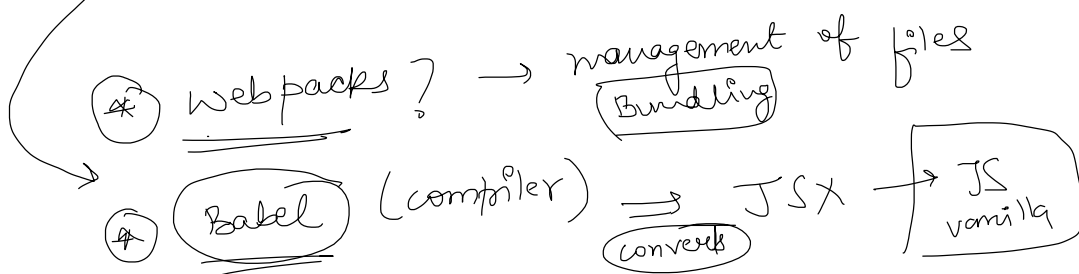 * webpacks? → management of files
Bundling
* Babel (compiler) ⇒ JSX → JS
converts vanilla